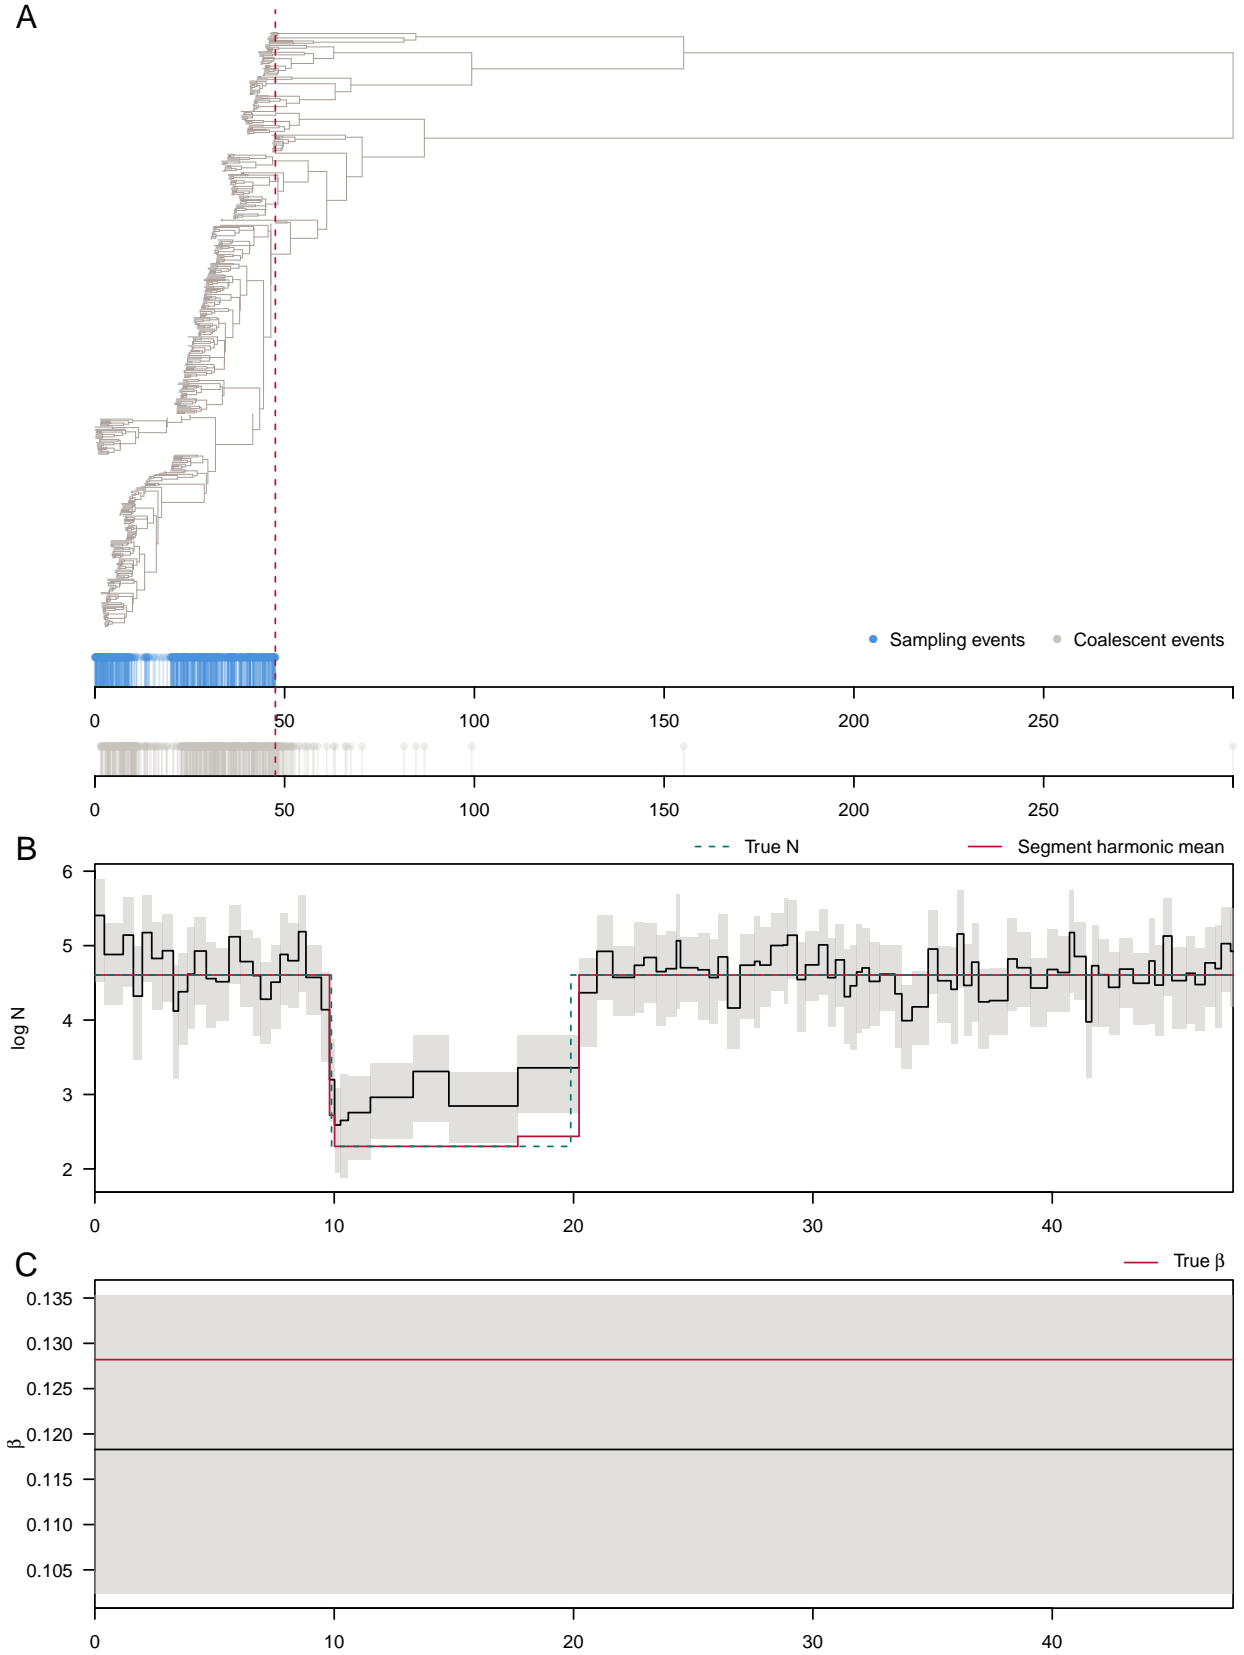 A
Sampling events Coalescent events
0 50 100 150 200 250
0 50 100 150 200 250
B
True N Segment harmonic mean
6
5
4
3
2
log N
0 10 20 30 40
C
True β
0.135
0.130
0.125
0.120
0.115
0.110
0.105
β
0 10 20 30 40